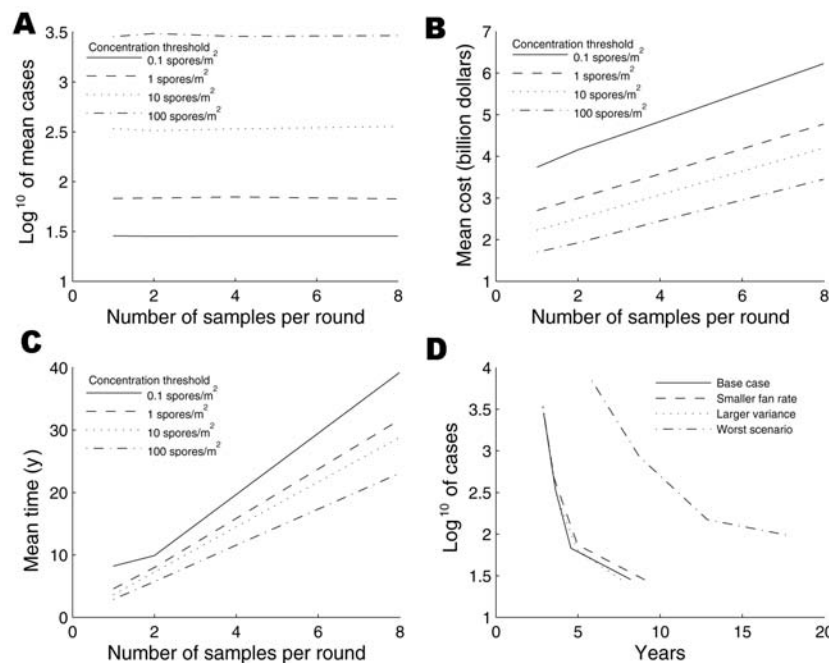 A
3.5
3
2.5
2
1.5
1
0
2
4
6
8
Log10 of mean cases
Number of samples per round
Concentration threshold
0.1 spores/m2
1 spores/m2
10 spores/m2
100 spores/m2
B
7
6
5
4
3
2
1
0
2
4
6
8
Mean cost (billion dollars)
Number of samples per round
Concentration threshold
0.1 spores/m2
1 spores/m2
10 spores/m2
100 spores/m2
C
40
30
20
10
0
0
2
4
6
8
Mean time (y)
Number of samples per round
Concentration threshold
0.1 spores/m2
1 spores/m2
10 spores/m2
100 spores/m2
D
4
3.5
3
2.5
2
1.5
1
0
5
10
15
20
Log10 of cases
Years
Base case
Smaller fan rate
Larger variance
Worst scenario